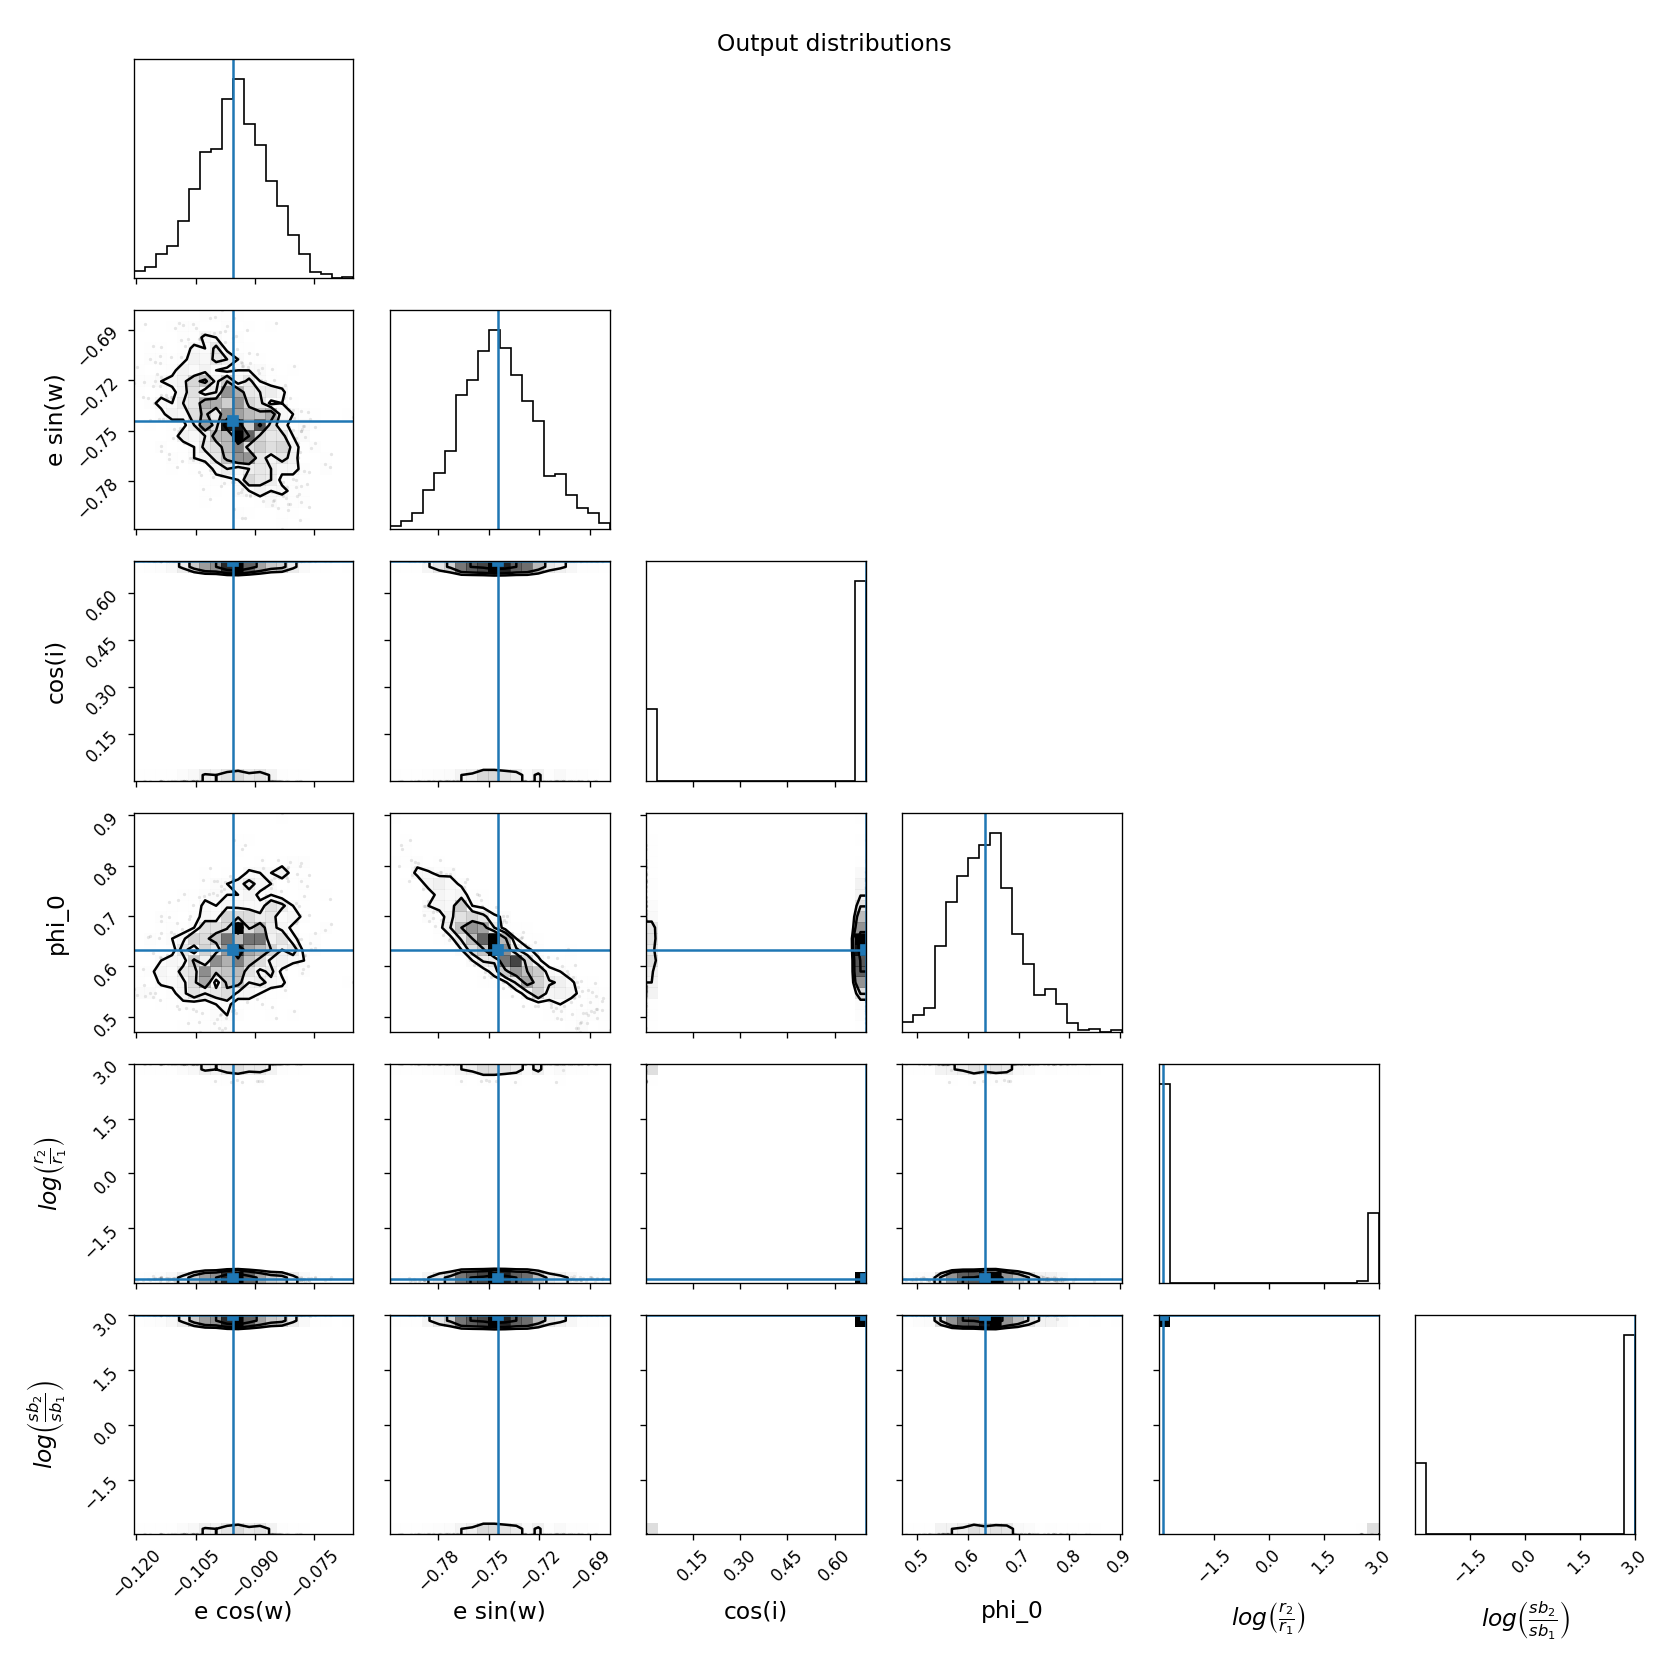 Output distributions
e sin(w)
−0.69
−0.72
−0.75
−0.78
cos(i)
0.60
0.45
0.30
0.15
phi_0
0.9
0.8
0.7
0.6
0.5
log(r₂/r₁)
3.0
1.5
0.0
−1.5
log(sb₂/sb₁)
3.0
1.5
0.0
−1.5
−0.120 −0.105 −0.090 −0.075
−0.78 −0.75 −0.72 −0.69
0.15 0.30 0.45 0.60
0.5 0.6 0.7 0.8 0.9
−1.5 0.0 1.5 3.0
−1.5 0.0 1.5 3.0
e cos(w)
e sin(w)
cos(i)
phi_0
log(r₂/r₁)
log(sb₂/sb₁)